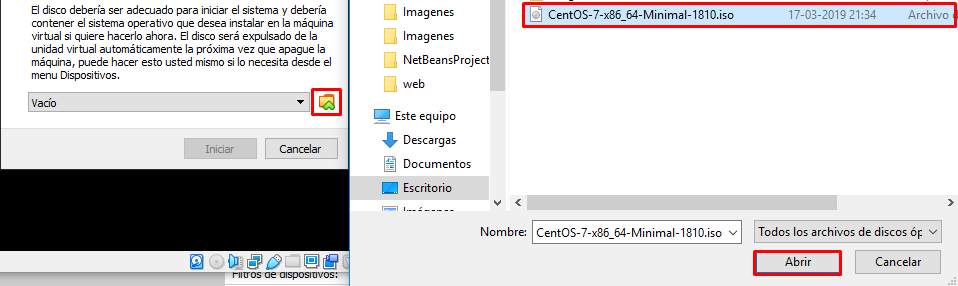 El disco debería ser adecuado para iniciar el sistema y debería
contener el sistema operativo que desea instalar en la máquina
virtual si quiere hacerlo ahora. El disco será expulsado de la
unidad virtual automáticamente la próxima vez que apague la
máquina, puede hacer esto usted mismo si lo necesita desde el
menu Dispositivos.
Vacío
Iniciar
Cancelar
Filtros de dispositivos:
Imagenes
Imagenes
NetBeansProject
web
Este equipo
Descargas
Documentos
Escritorio
Imágenes
CentOS-7-x86_64-Minimal-1810.iso 17-03-2019 21:34 Archivo d
Nombre: CentOS-7-x86_64-Minimal-1810.iso Todos los archivos de discos óp
Abrir
Cancelar